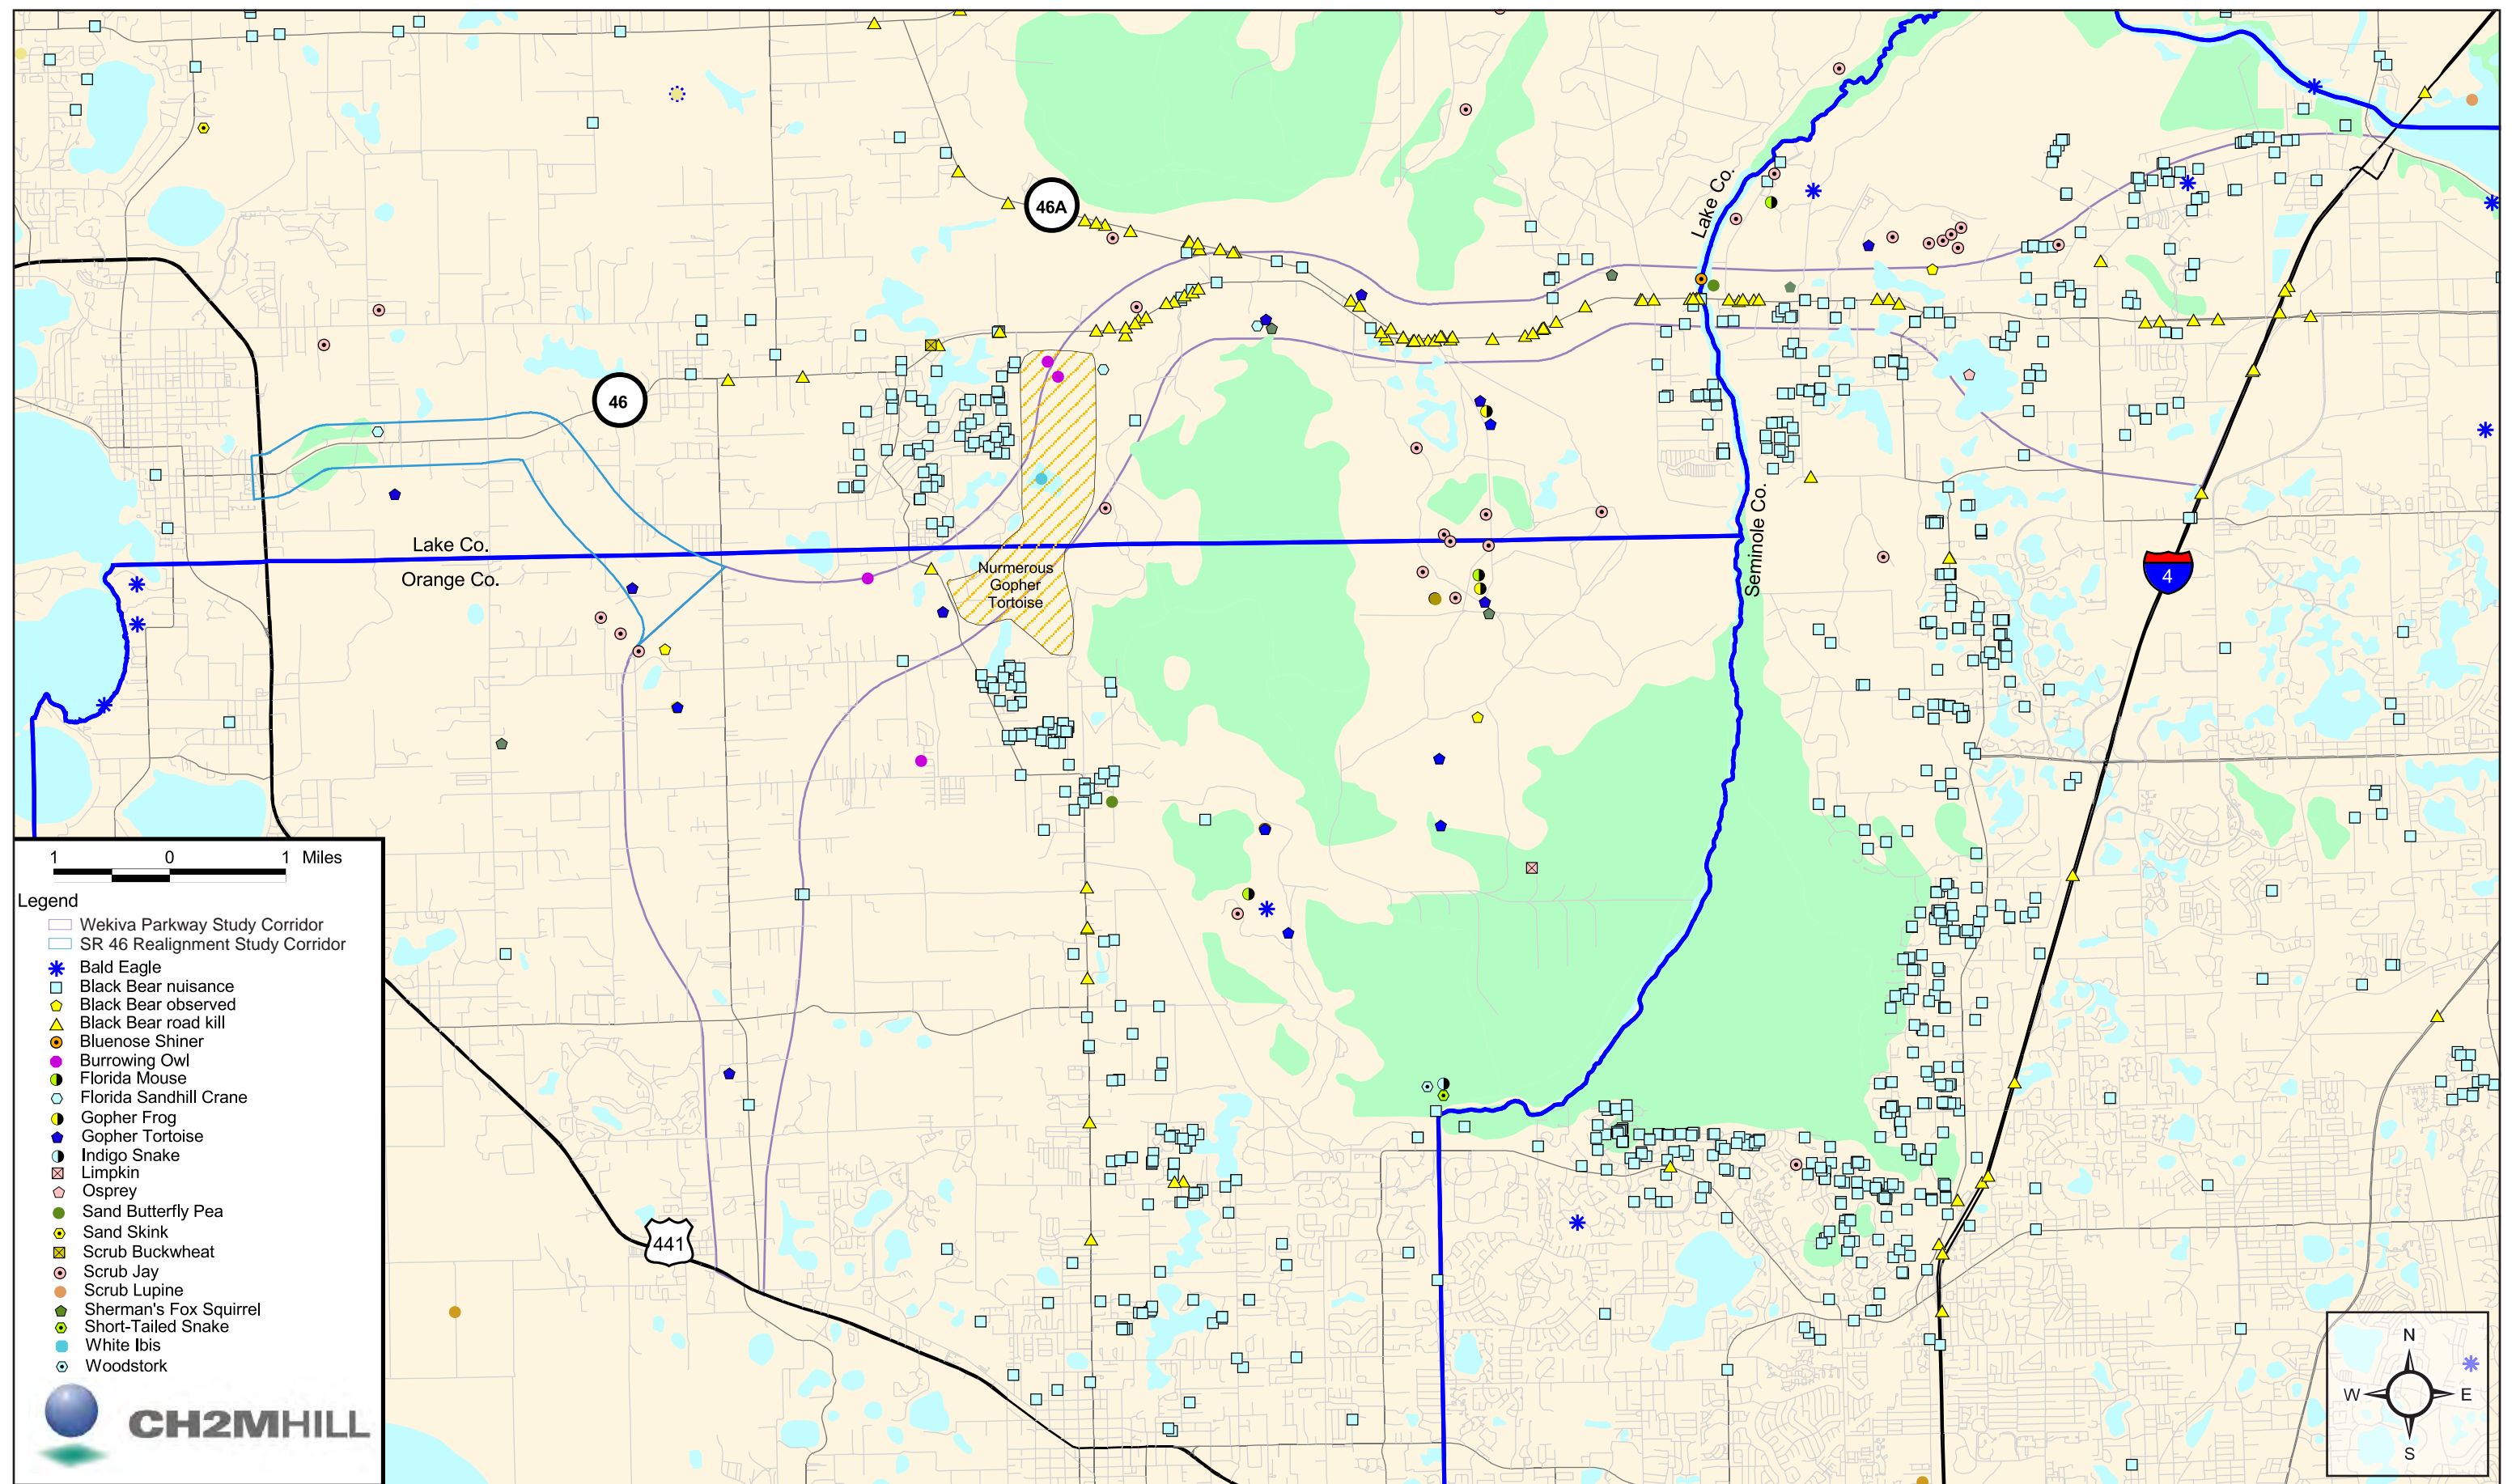 46A
Lake Co.
46
Lake Co.
Orange Co.
Seminole Co.
Nurmerous
Gopher
Tortoise
4
441
1 0 1 Miles
Legend
Wekiva Parkway Study Corridor
SR 46 Realignment Study Corridor
Bald Eagle
Black Bear nuisance
Black Bear observed
Black Bear road kill
Bluenose Shiner
Burrowing Owl
Florida Mouse
Florida Sandhill Crane
Gopher Frog
Gopher Tortoise
Indigo Snake
Limpkin
Osprey
Sand Butterfly Pea
Sand Skink
Scrub Buckwheat
Scrub Jay
Scrub Lupine
Sherman's Fox Squirrel
Short-Tailed Snake
White Ibis
Woodstork
CH2MHILL
N
W E
S